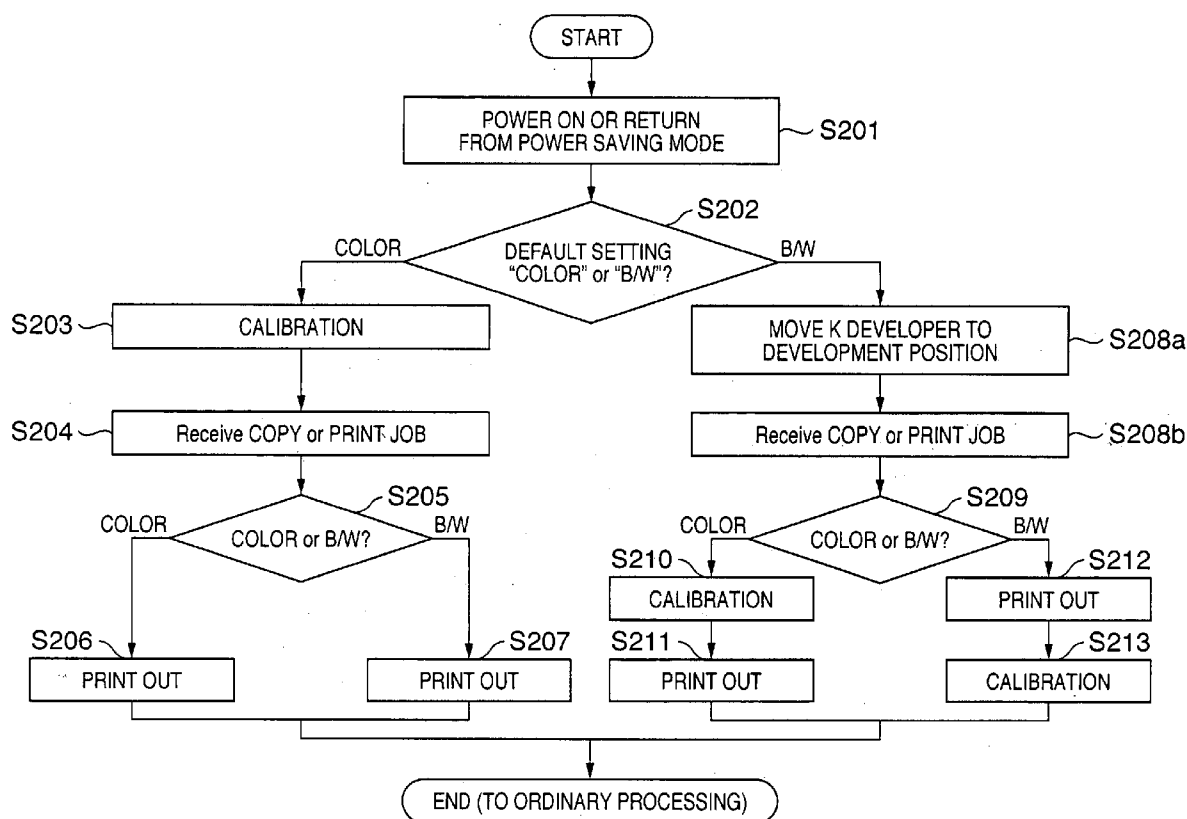 START
POWER ON OR RETURN
FROM POWER SAVING MODE
S201
S202
COLOR
DEFAULT SETTING
"COLOR" or "B/W"?
B/W
S203
CALIBRATION
MOVE K DEVELOPER TO
DEVELOPMENT POSITION
S208a
S204
Receive COPY or PRINT JOB
Receive COPY or PRINT JOB
S208b
S205
COLOR
COLOR or B/W?
B/W
S209
COLOR
COLOR or B/W?
B/W
S210
CALIBRATION
S212
PRINT OUT
S206
PRINT OUT
S207
PRINT OUT
S211
PRINT OUT
S213
CALIBRATION
END (TO ORDINARY PROCESSING)